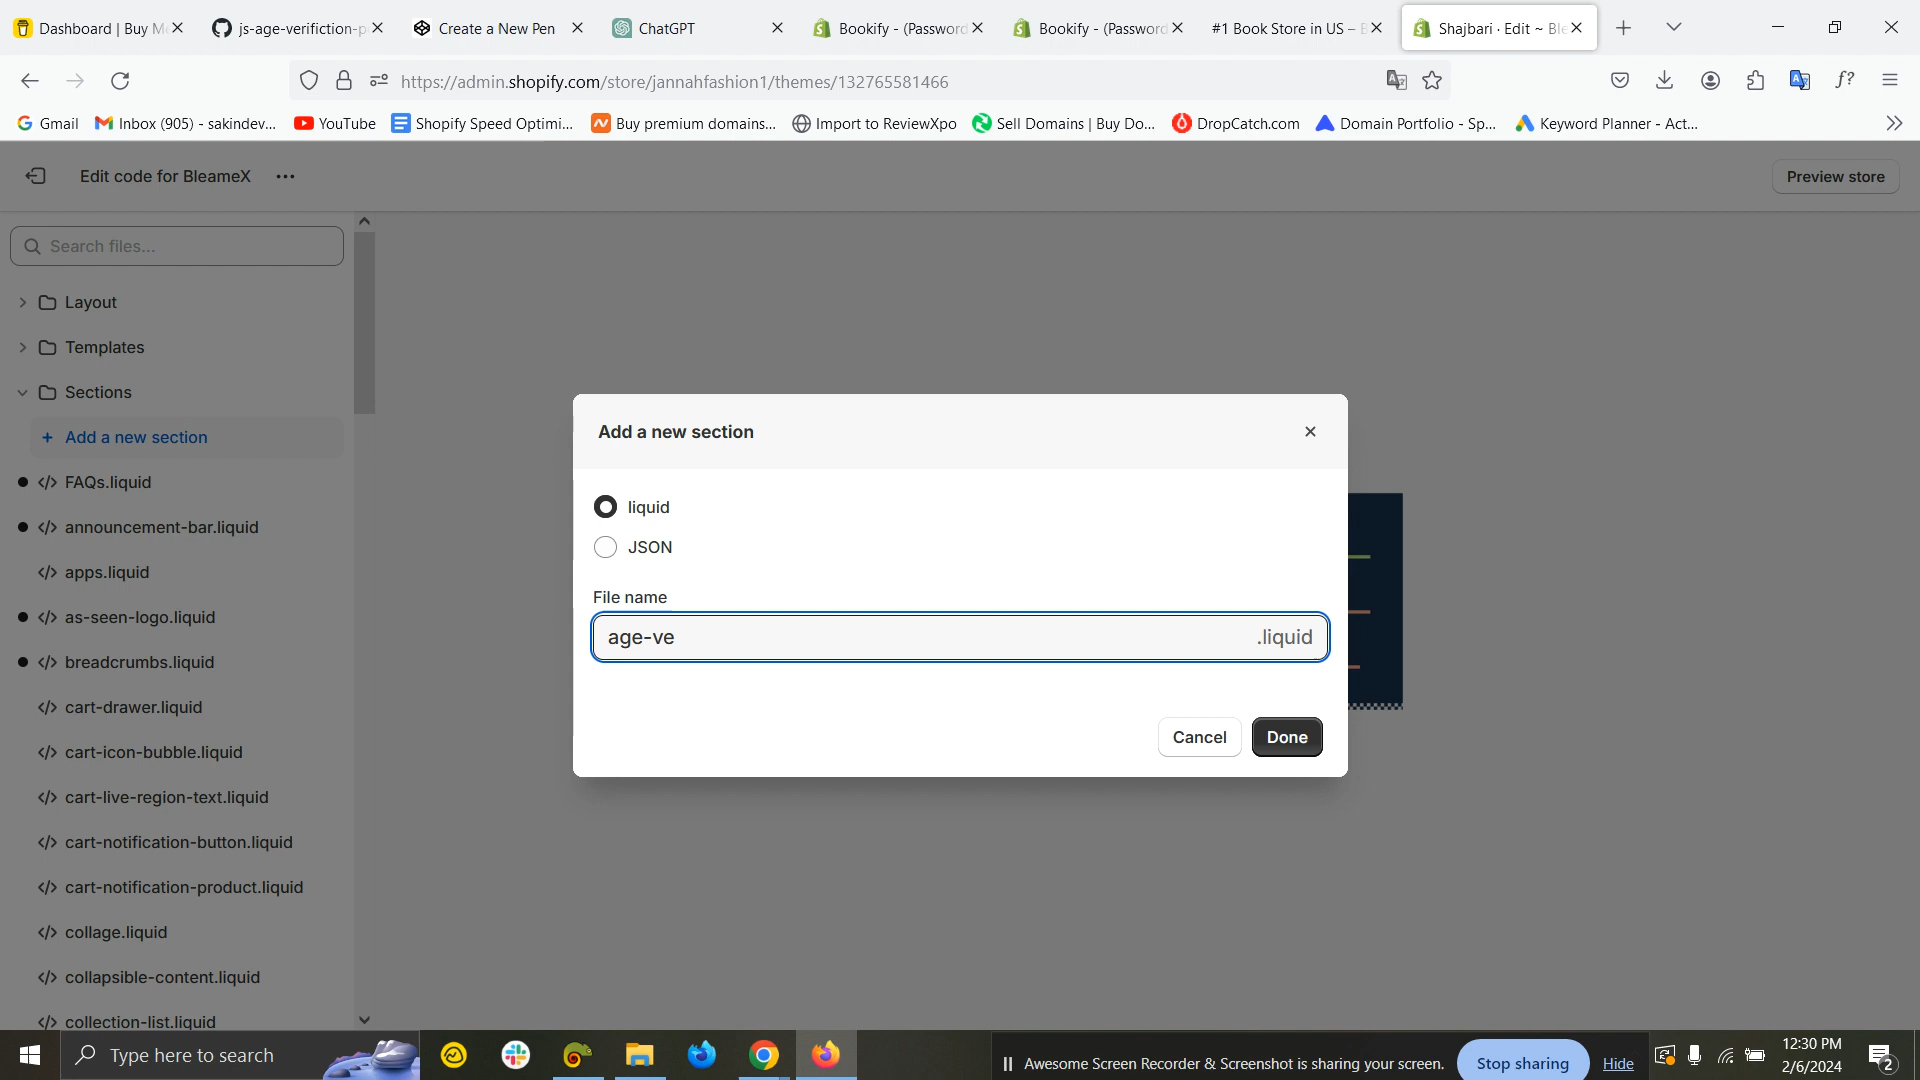 Dashboard | Buy M
js-age-verifiction-p
Create a New Pen
ChatGPT
Bookify - (Password
Bookify - (Password
#1 Book Store in US – B
Shajbari · Edit ~ Ble
https://admin.shopify.com/store/jannahfashion1/themes/132765581466
Gmail
Inbox (905) - sakindev...
YouTube
Shopify Speed Optimi...
Buy premium domains...
Import to ReviewXpo
Sell Domains | Buy Do...
DropCatch.com
Domain Portfolio - Sp...
Keyword Planner - Act...
Edit code for BleameX
Preview store
Search files...
Layout
Templates
Sections
Add a new section
FAQs.liquid
announcement-bar.liquid
apps.liquid
as-seen-logo.liquid
breadcrumbs.liquid
cart-drawer.liquid
cart-icon-bubble.liquid
cart-live-region-text.liquid
cart-notification-button.liquid
cart-notification-product.liquid
collage.liquid
collapsible-content.liquid
collection-list.liquid
Add a new section
liquid
JSON
File name
age-ve .liquid
Cancel
Done
Type here to search
Awesome Screen Recorder & Screenshot is sharing your screen.
Stop sharing
Hide
12:30 PM
2/6/2024
2